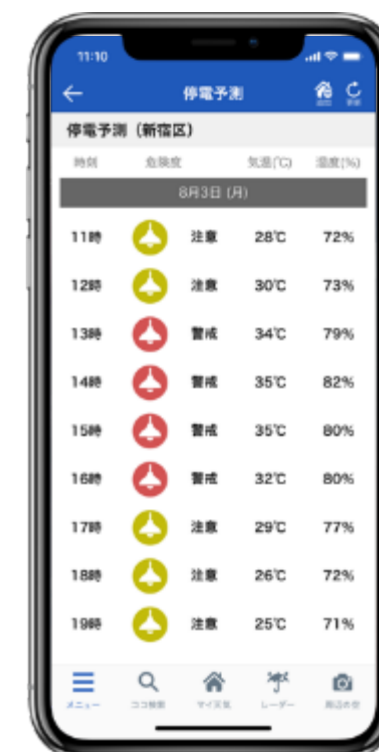 11:10
停電予測
停電予測（新宿区）
時刻 危険度 気温(℃) 湿度(%)
8月3日 (月)
11時 注意 28℃ 72%
12時 注意 30℃ 73%
13時 警戒 34℃ 79%
14時 警戒 35℃ 82%
15時 警戒 35℃ 80%
16時 警戒 32℃ 80%
17時 注意 29℃ 77%
18時 注意 26℃ 72%
19時 注意 25℃ 71%
メニュー ココ検索 マイ天気 レーダー 周辺の空